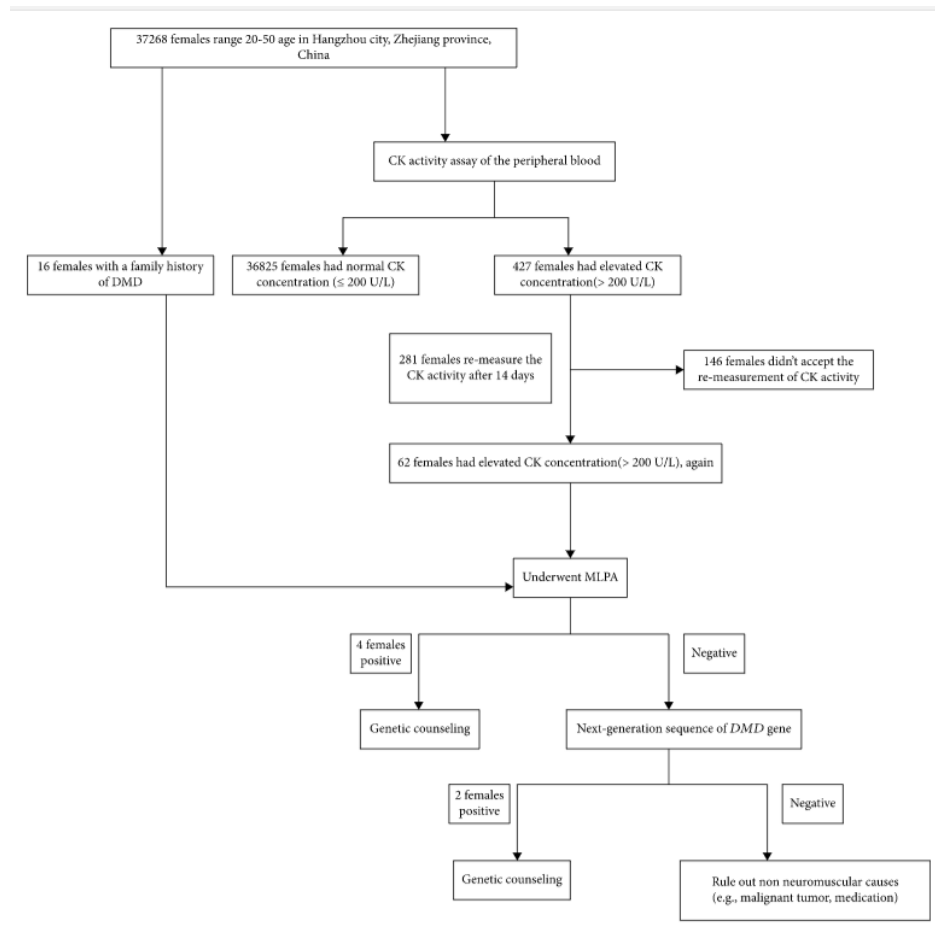 37268 females range 20-50 age in Hangzhou city, Zhejiang province,
China
CK activity assay of the peripheral blood
16 females with a family history
of DMD
36825 females had normal CK
concentration (≤ 200 U/L)
427 females had elevated CK
concentration(> 200 U/L)
281 females re-measure the
CK activity after 14 days
146 females didn't accept the
re-measurement of CK activity
62 females had elevated CK concentration(> 200 U/L), again
Underwent MLPA
4 females
positive
Negative
Genetic counseling
Next-generation sequence of DMD gene
2 females
positive
Negative
Genetic counseling
Rule out non neuromuscular causes
(e.g., malignant tumor, medication)